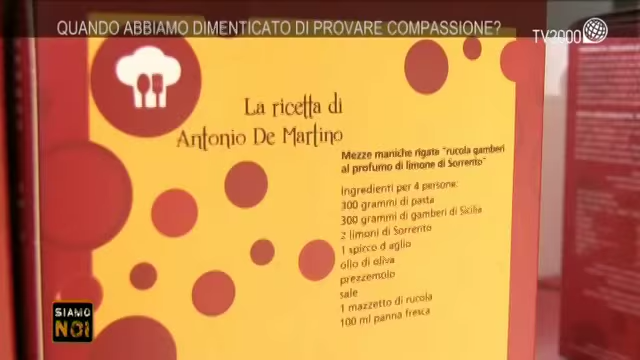 QUANDO ABBIAMO DIMENTICATO DI PROVARE COMPASSIONE?
TV2000
La ricetta di
Antonio De Martino
Mezze maniche rigata "rucola gamberi
al profumo di limone di Sorrento"
Ingredienti per 4 persone:
300 grammi di pasta
300 grammi di gamberi di Sicilia
2 limoni di Sorrento
1 spicco d aglio
olio di oliva
prezzemolo
sale
1 mazzetto di rucola
100 ml panna fresca
SIAMO
NOI